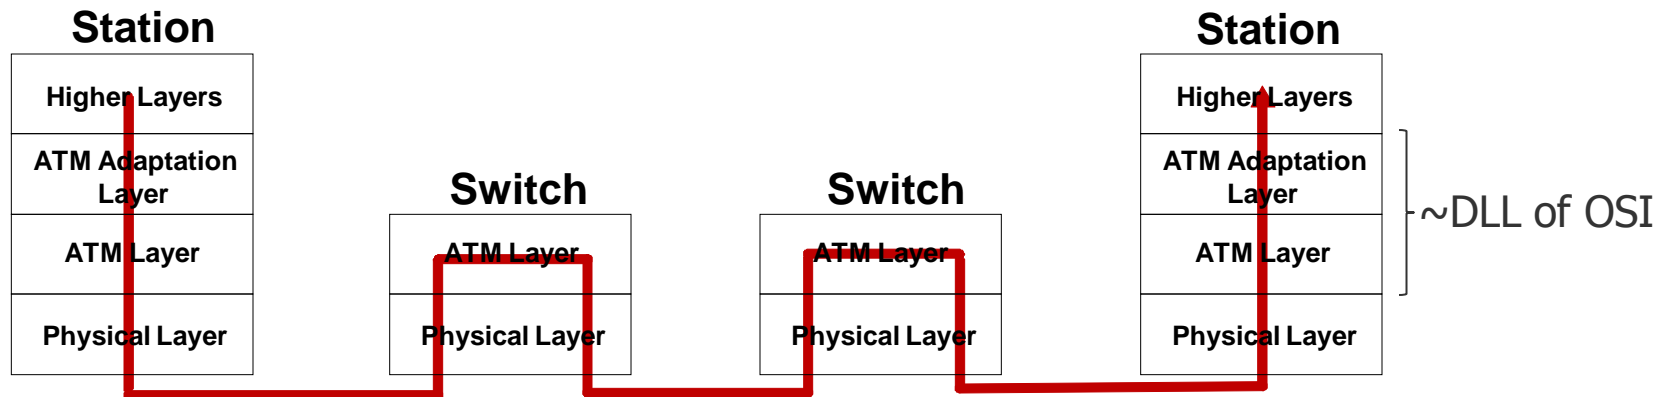 Station
Higher Layers
ATM Adaptation
Layer
ATM Layer
Physical Layer
Switch
ATM Layer
Physical Layer
Switch
ATM Layer
Physical Layer
Station
Higher Layers
ATM Adaptation
Layer
ATM Layer
Physical Layer
~DLL of OSI